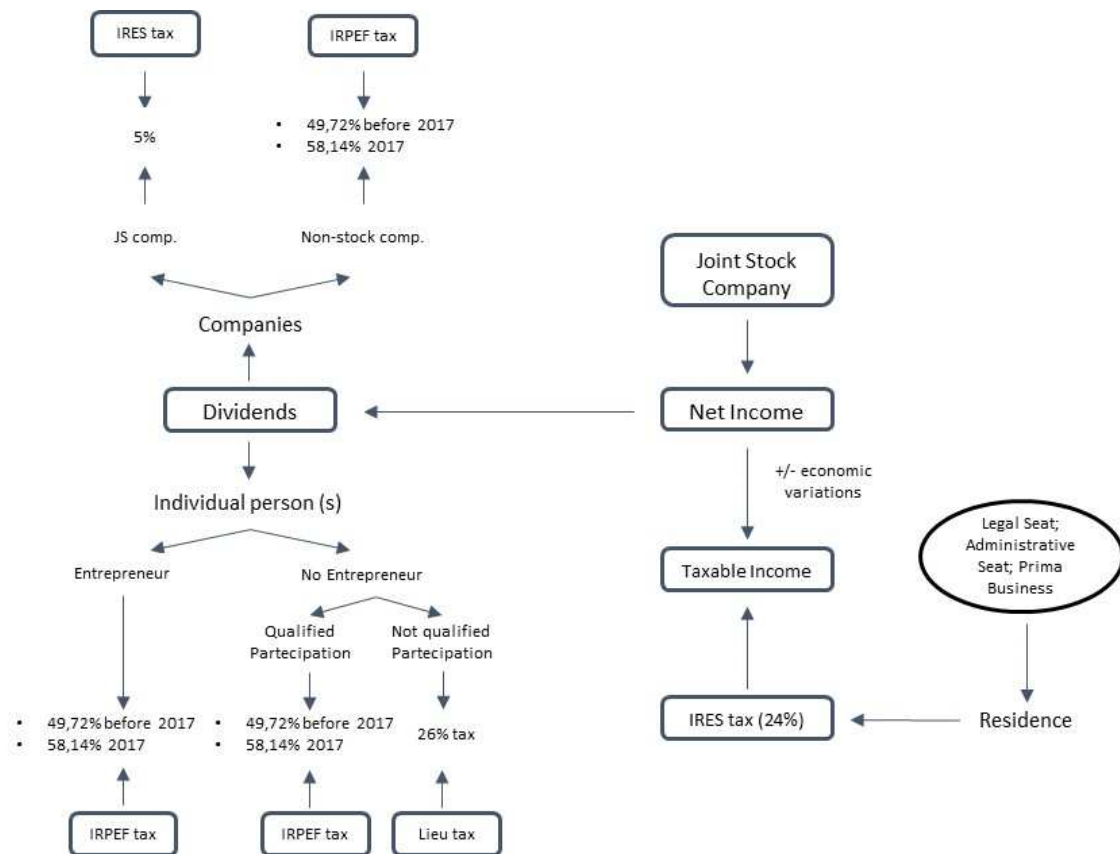 IRES tax
IRPEF tax
5%
• 49,72% before 2017
• 58,14% 2017
JS comp.
Non-stock comp.
Companies
Dividends
Individual person (s)
Entrepreneur
No Entrepreneur
Qualified
Partecipation
Not qualified
Partecipation
• 49,72% before 2017
• 58,14% 2017
• 49,72% before 2017
• 58,14% 2017
26% tax
IRPEF tax
IRPEF tax
Lieu tax
Joint Stock
Company
Net Income
+/- economic
variations
Taxable Income
IRES tax (24%)
Legal Seat;
Administrative
Seat; Prima
Business
Residence